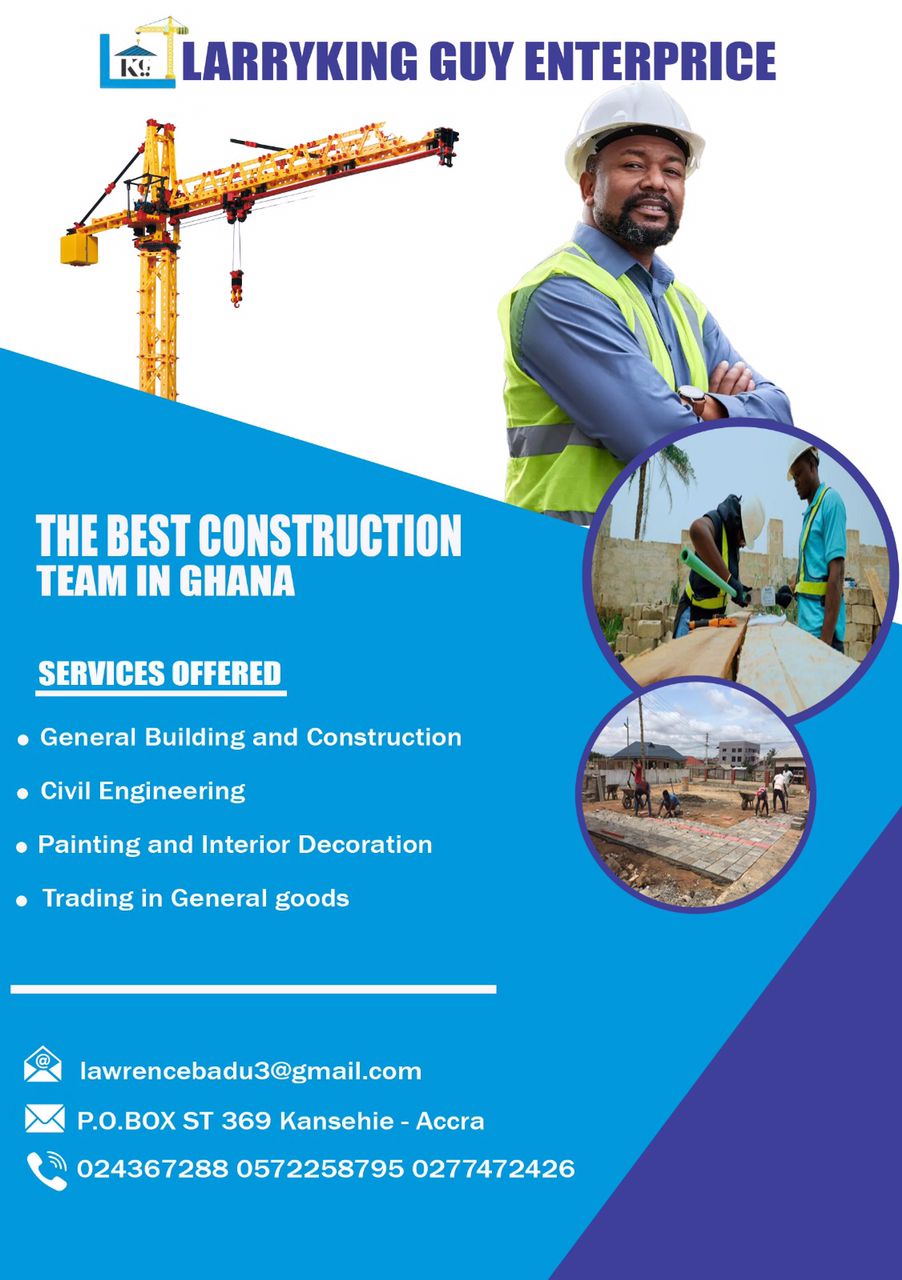 KG
LARRYKING GUY ENTERPRICE
THE BEST CONSTRUCTION
TEAM IN GHANA
SERVICES OFFERED
• General Building and Construction
• Civil Engineering
• Painting and Interior Decoration
• Trading in General goods
lawrencebadu3@gmail.com
P.O.BOX ST 369 Kansehie - Accra
024367288 0572258795 0277472426